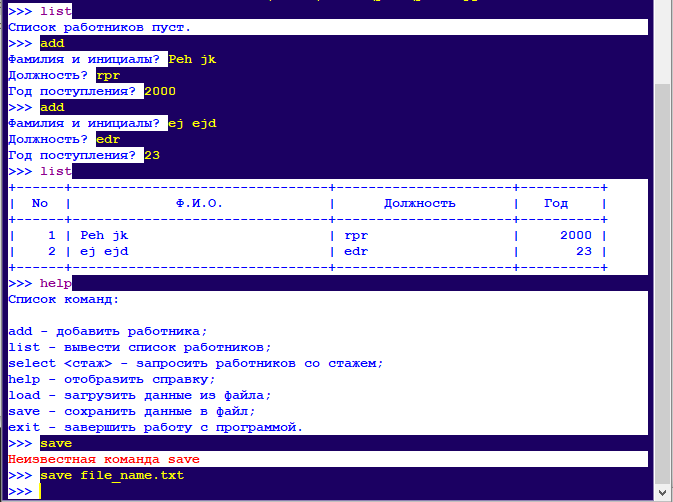 >>> list
Список работников пуст.
>>> add
Фамилия и инициалы? Peh jk
Должность? rpr
Год поступления? 2000
>>> add
Фамилия и инициалы? ej ejd
Должность? edr
Год поступления? 23
>>> list
+------+--------------------------------+----------------------+----------+
|  No  |             Ф.И.О.             |      Должность       |   Год    |
+------+--------------------------------+----------------------+----------+
|    1 | Peh jk                         | rpr                  |     2000 |
|    2 | ej ejd                         | edr                  |       23 |
+------+--------------------------------+----------------------+----------+
>>> help
Список команд:
add - добавить работника;
list - вывести список работников;
select <стаж> - запросить работников со стажем;
help - отобразить справку;
load - загрузить данные из файла;
save - сохранить данные в файл;
exit - завершить работу с программой.
>>> save
Неизвестная команда save
>>> save file_name.txt
>>>